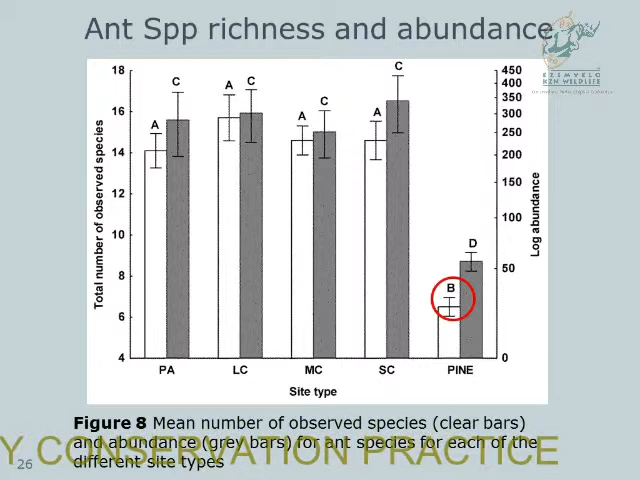 Ant Spp richness and abundance
EZEMVELO
KZN WILDLIFE
18
16
14
12
10
8
6
4
Total number of observed species
450
400
350
300
250
200
150
100
50
0
Log abundance
A
C
A
C
A
C
A
C
B
D
PA
LC
MC
SC
PINE
Site type
Figure 8 Mean number of observed species (clear bars)
and abundance (grey bars) for ant species for each of the
different site types
Y CONSERVATION PRACTICE
26